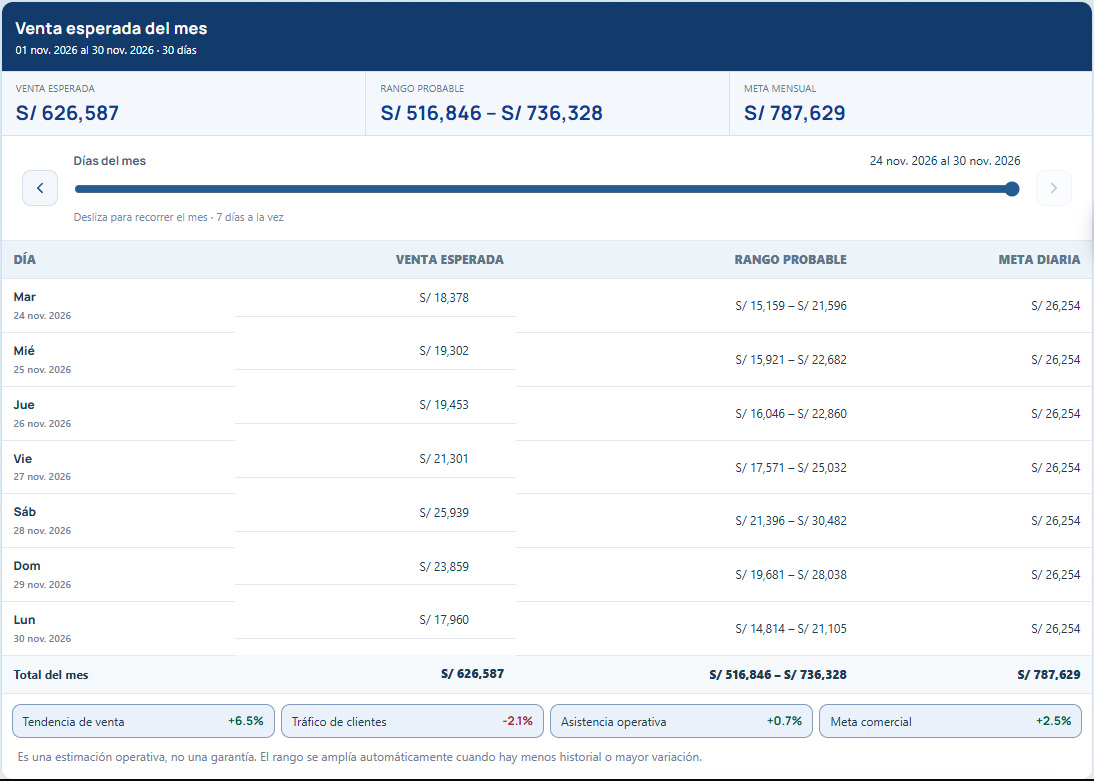 Venta esperada del mes
01 nov. 2026 al 30 nov. 2026 · 30 días
VENTA ESPERADA RANGO PROBABLE META MENSUAL
S/ 626,587 S/ 516,846 – S/ 736,328 S/ 787,629
Días del mes 24 nov. 2026 al 30 nov. 2026
Desliza para recorrer el mes · 7 días a la vez
DÍA VENTA ESPERADA RANGO PROBABLE META DIARIA
Mar S/ 18,378 S/ 15,159 – S/ 21,596 S/ 26,254
24 nov. 2026
Mié S/ 19,302 S/ 15,921 – S/ 22,682 S/ 26,254
25 nov. 2026
Jue S/ 19,453 S/ 16,046 – S/ 22,860 S/ 26,254
26 nov. 2026
Vie S/ 21,301 S/ 17,571 – S/ 25,032 S/ 26,254
27 nov. 2026
Sáb S/ 25,939 S/ 21,396 – S/ 30,482 S/ 26,254
28 nov. 2026
Dom S/ 23,859 S/ 19,681 – S/ 28,038 S/ 26,254
29 nov. 2026
Lun S/ 17,960 S/ 14,814 – S/ 21,105 S/ 26,254
30 nov. 2026
Total del mes S/ 626,587 S/ 516,846 – S/ 736,328 S/ 787,629
Tendencia de venta +6.5% Tráfico de clientes -2.1% Asistencia operativa +0.7% Meta comercial +2.5%
Es una estimación operativa, no una garantía. El rango se amplía automáticamente cuando hay menos historial o mayor variación.